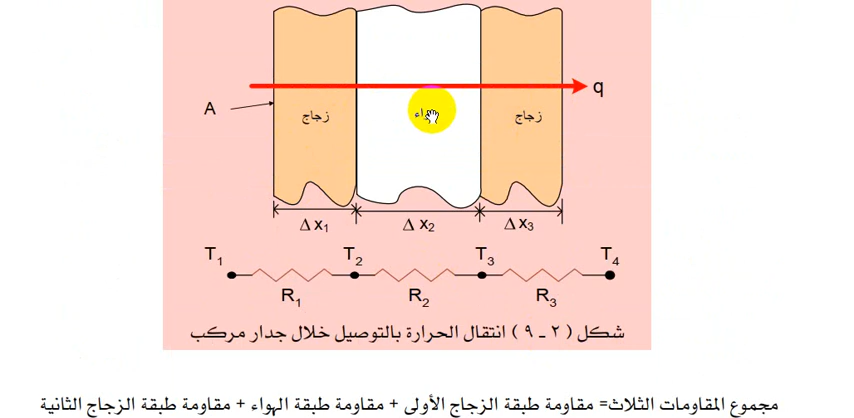 q
A
زجاج
زجاج
Δ x1
Δ x2
Δ x3
T1
T2
T3
T4
R1
R2
R3
شكل ( ٢ ـ ٩ ) انتقال الحرارة بالتوصيل خلال جدار مركب
مجموع المقاومات الثلاث= مقاومة طبقة الزجاج الأولى + مقاومة طبقة الهواء + مقاومة طبقة الزجاج الثانية